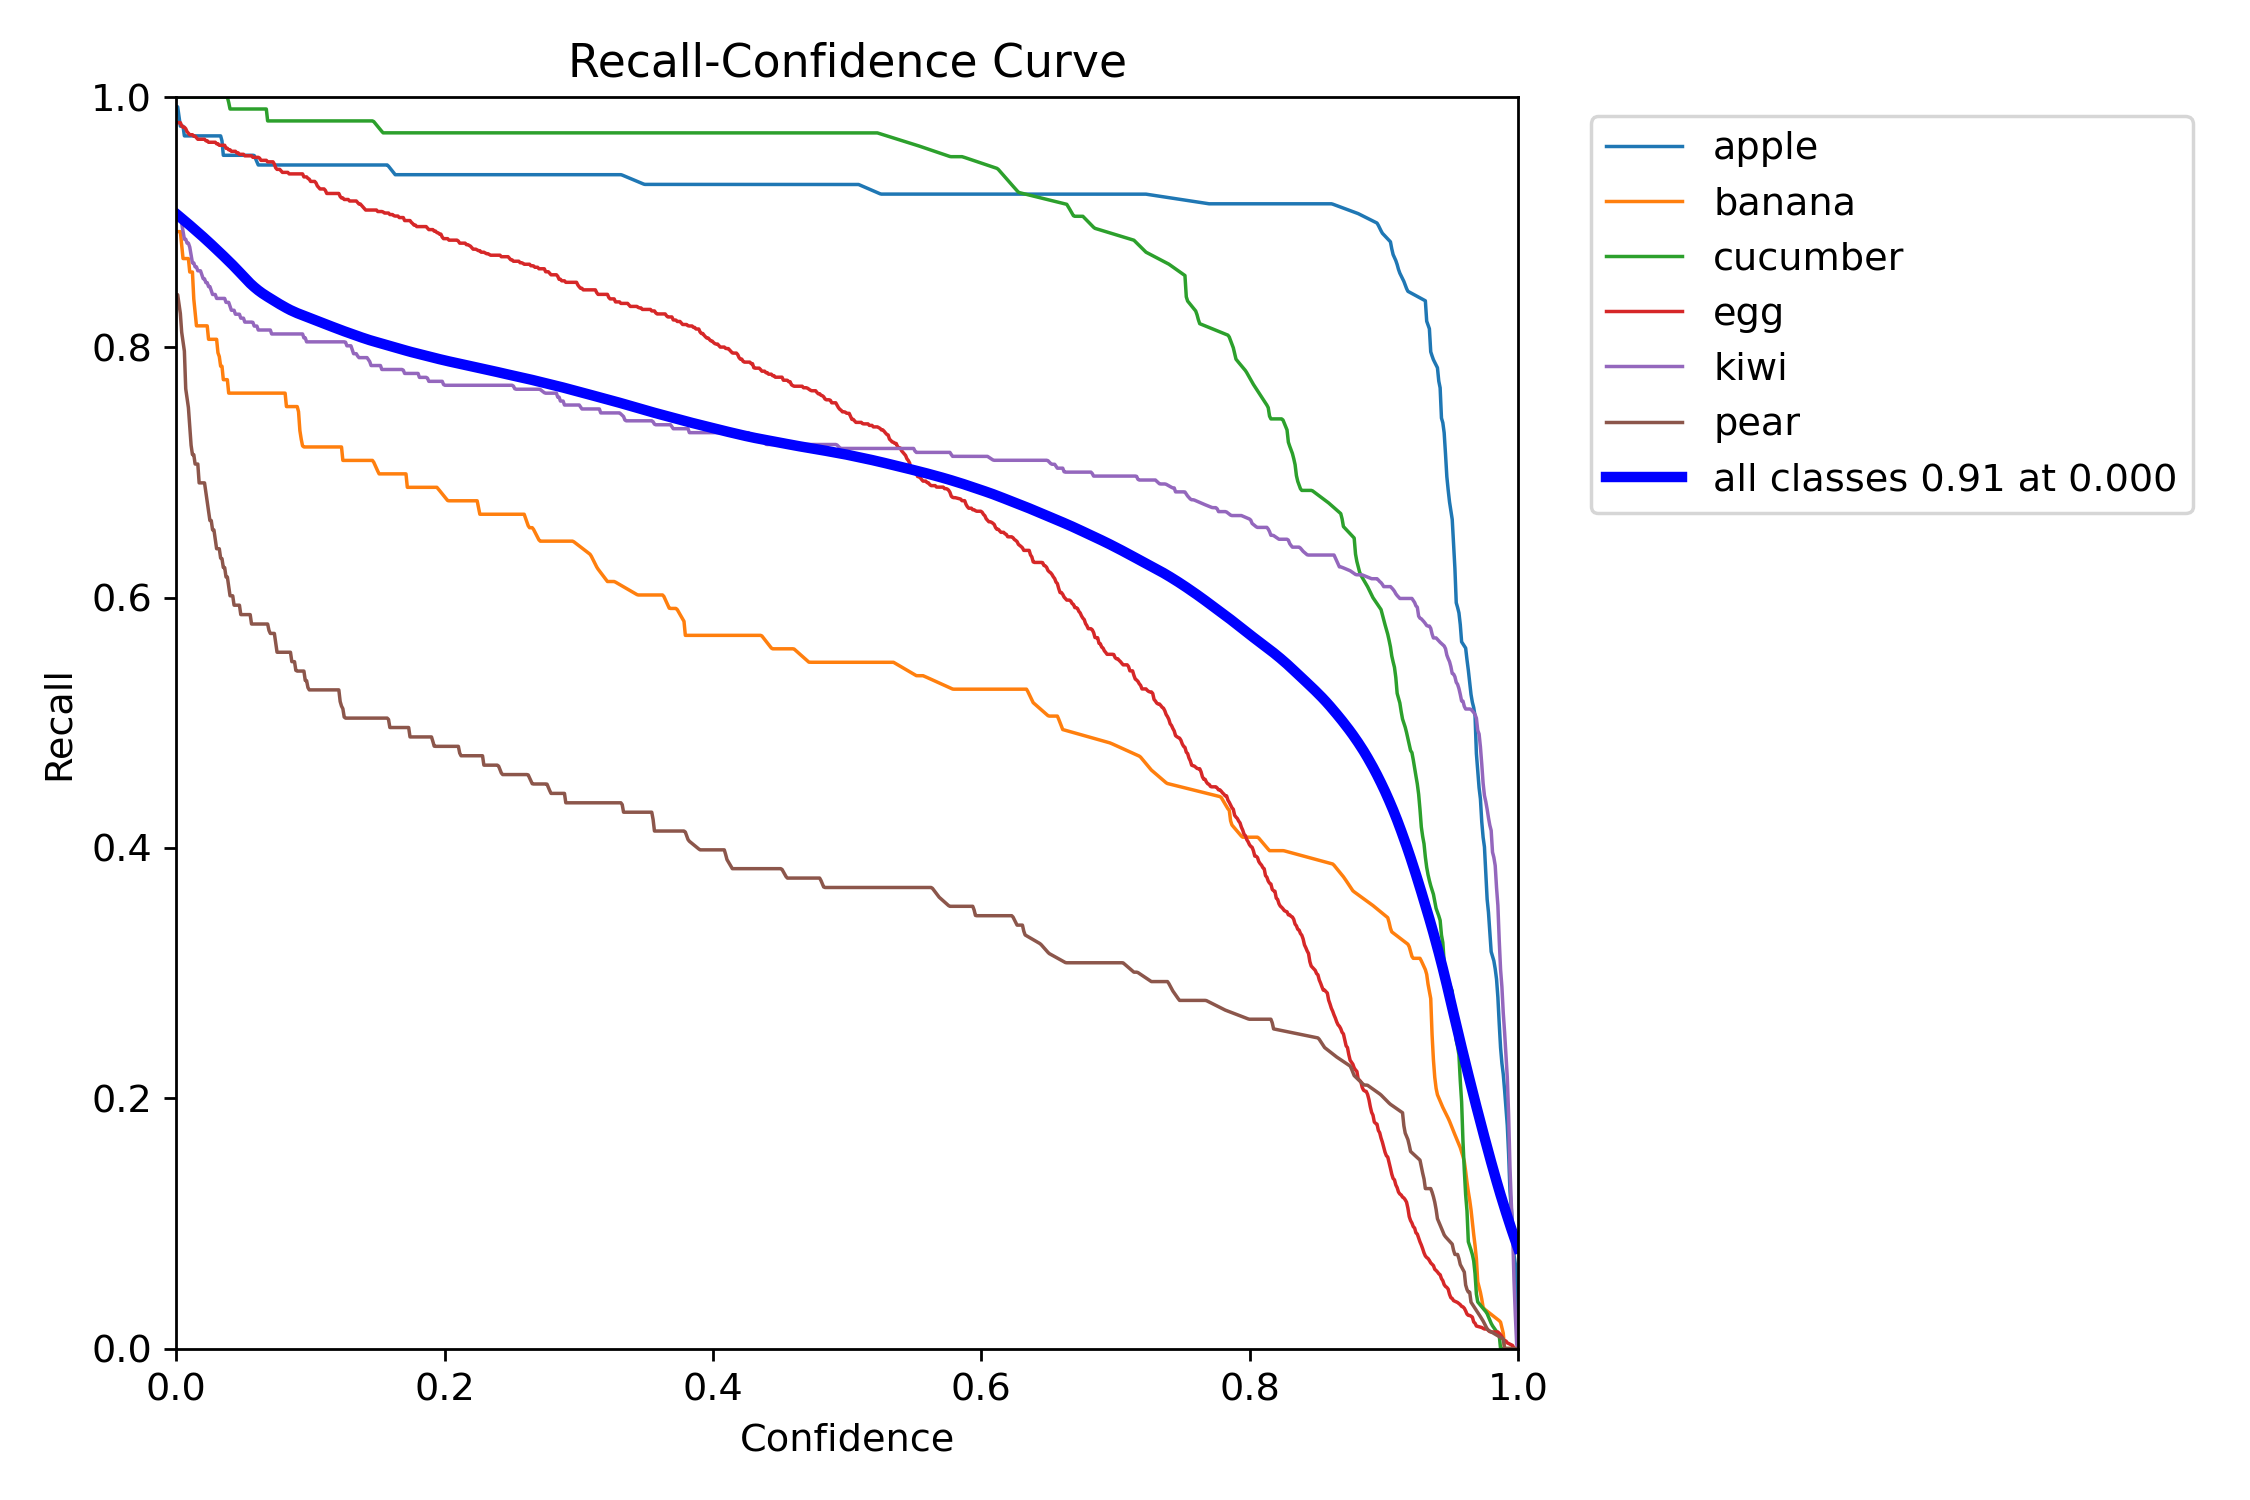 Recall-Confidence Curve
1.0
0.8
0.6
0.4
0.2
0.0
Recall
0.0 0.2 0.4 0.6 0.8 1.0
Confidence
apple
banana
cucumber
egg
kiwi
pear
all classes 0.91 at 0.000